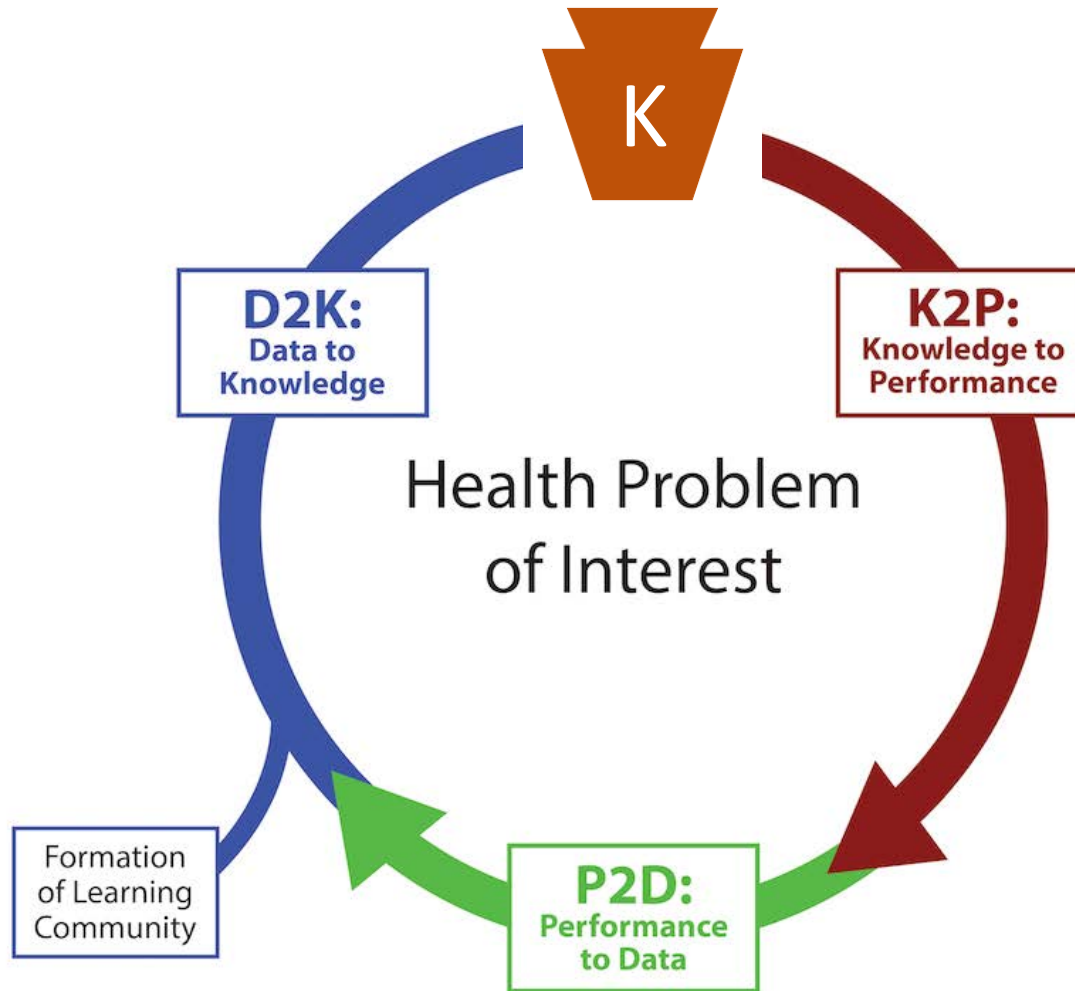 K
D2K:
Data to
Knowledge
K2P:
Knowledge to
Performance
Health Problem
of Interest
Formation
of Learning
Community
P2D:
Performance
to Data